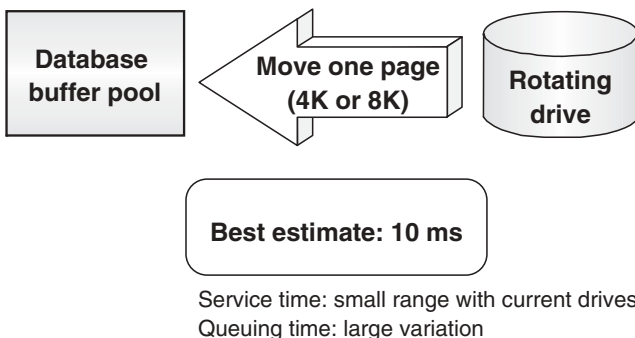 Database
buffer pool
Move one page
(4K or 8K)
Rotating
drive
Best estimate: 10 ms
Service time: small range with current drives
Queuing time: large variation